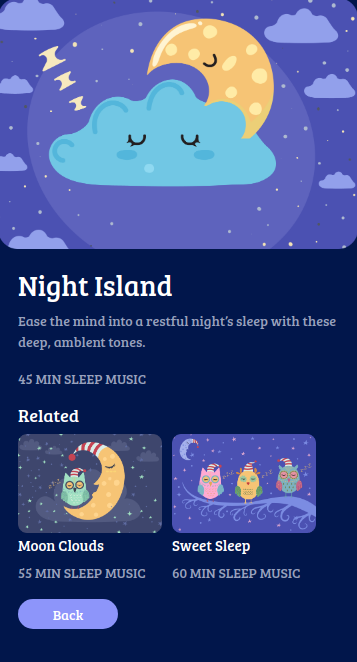 Night Island
Ease the mind into a restful night's sleep with these
deep, amblent tones.
45 MIN SLEEP MUSIC
Related
Moon Clouds
Sweet Sleep
55 MIN SLEEP MUSIC
60 MIN SLEEP MUSIC
Back